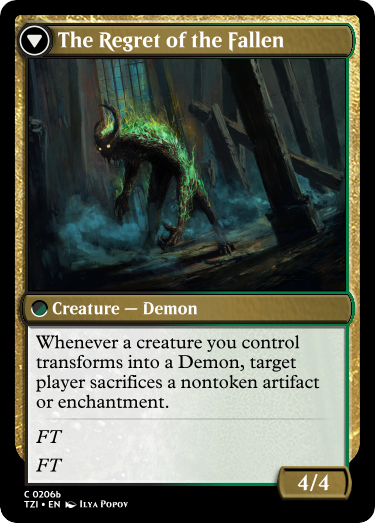 The Regret of the Fallen
Creature — Demon
Whenever a creature you control
transforms into a Demon, target
player sacrifices a nontoken artifact
or enchantment.
FT
FT
4/4
C 0206b
TZI • EN Ilya Popov